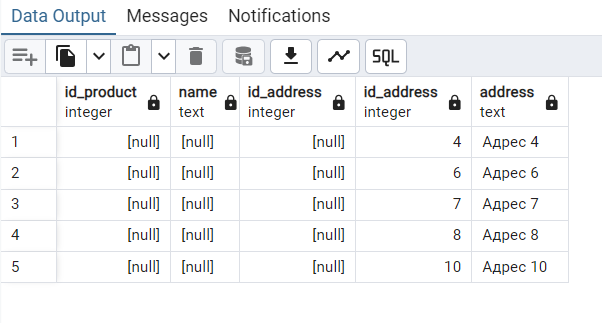 Data Output Messages Notifications
SQL
id_product name id_address id_address address
integer text integer integer text
1 [null] [null] [null] 4 Адрес 4
2 [null] [null] [null] 6 Адрес 6
3 [null] [null] [null] 7 Адрес 7
4 [null] [null] [null] 8 Адрес 8
5 [null] [null] [null] 10 Адрес 10